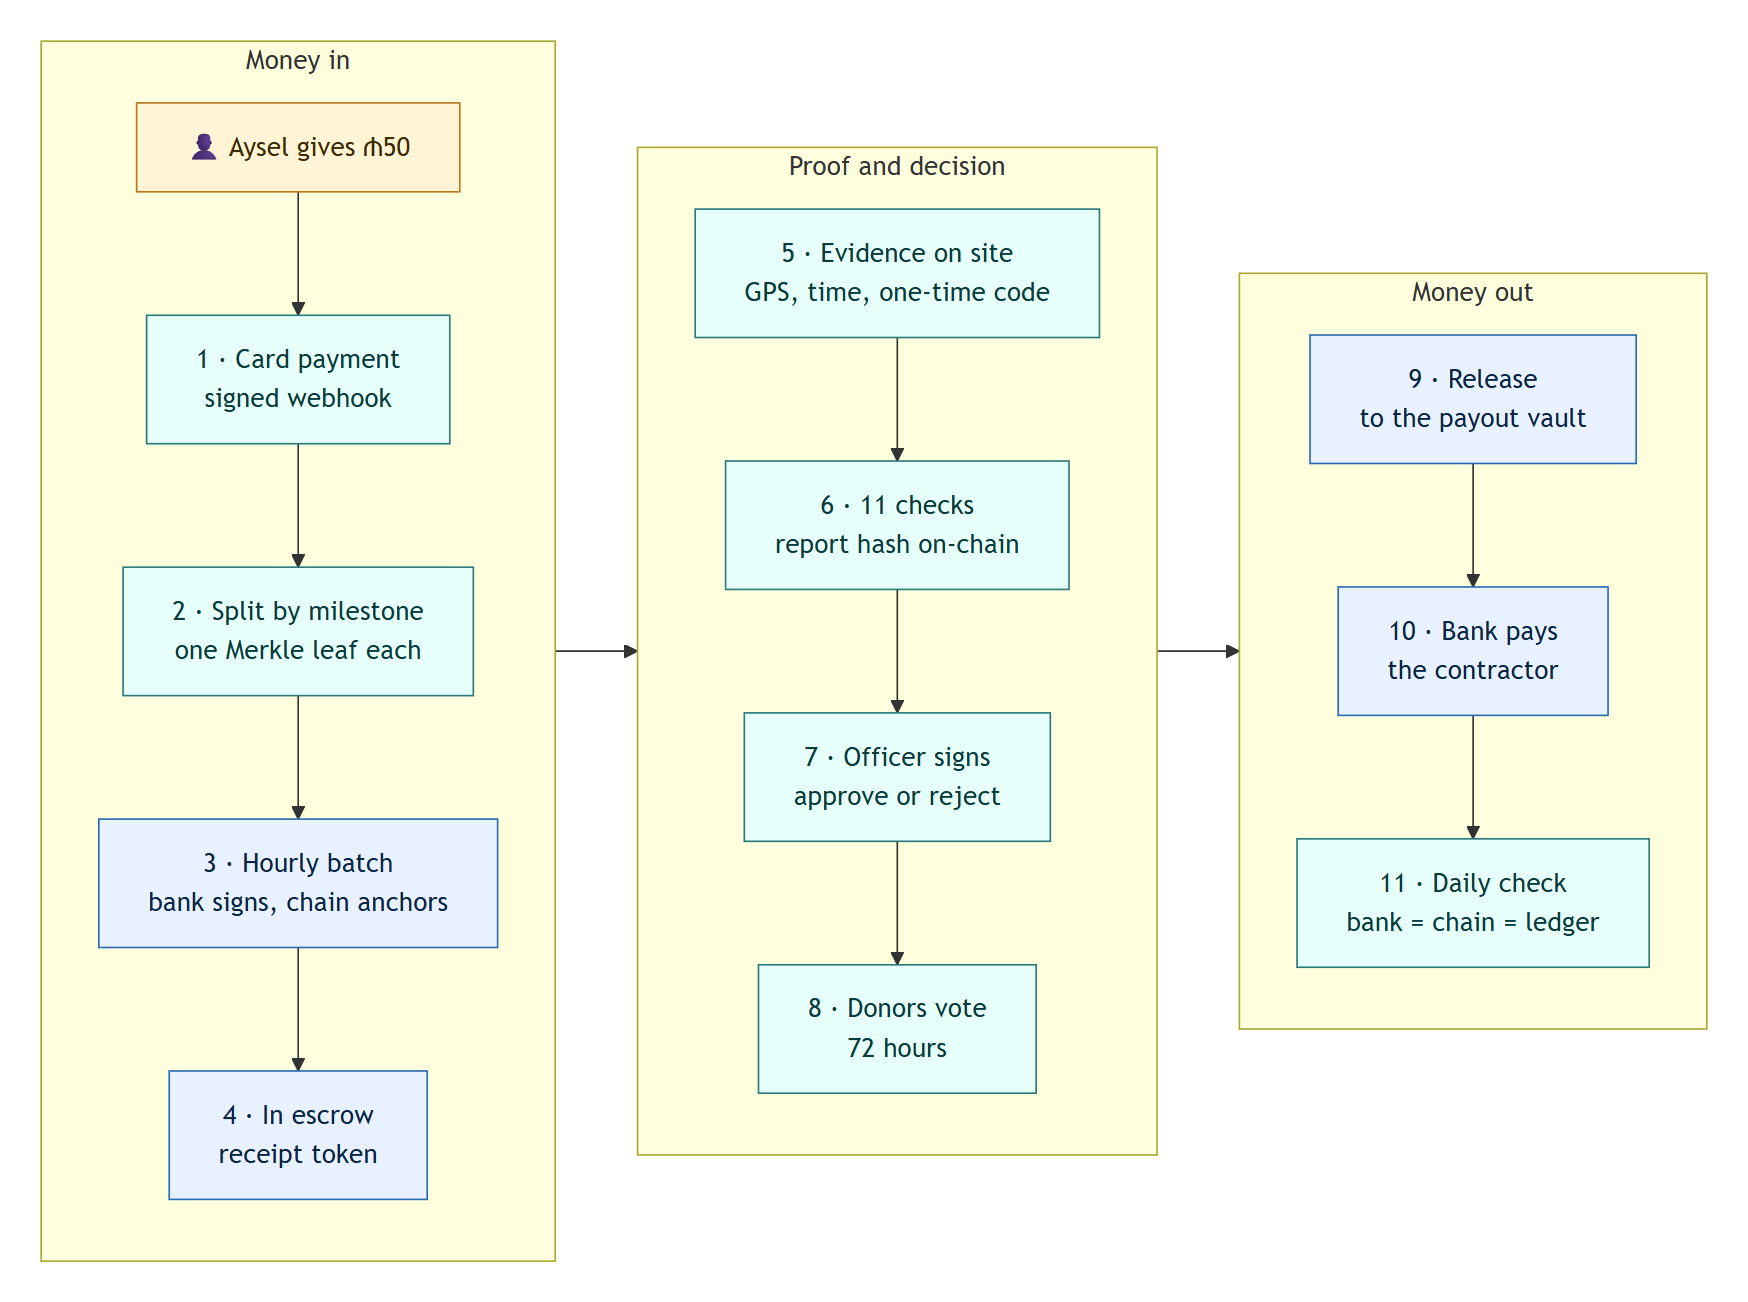 Money in
Aysel gives ₼50
1 · Card payment
signed webhook
2 · Split by milestone
one Merkle leaf each
3 · Hourly batch
bank signs, chain anchors
4 · In escrow
receipt token
Proof and decision
5 · Evidence on site
GPS, time, one-time code
6 · 11 checks
report hash on-chain
7 · Officer signs
approve or reject
8 · Donors vote
72 hours
Money out
9 · Release
to the payout vault
10 · Bank pays
the contractor
11 · Daily check
bank = chain = ledger